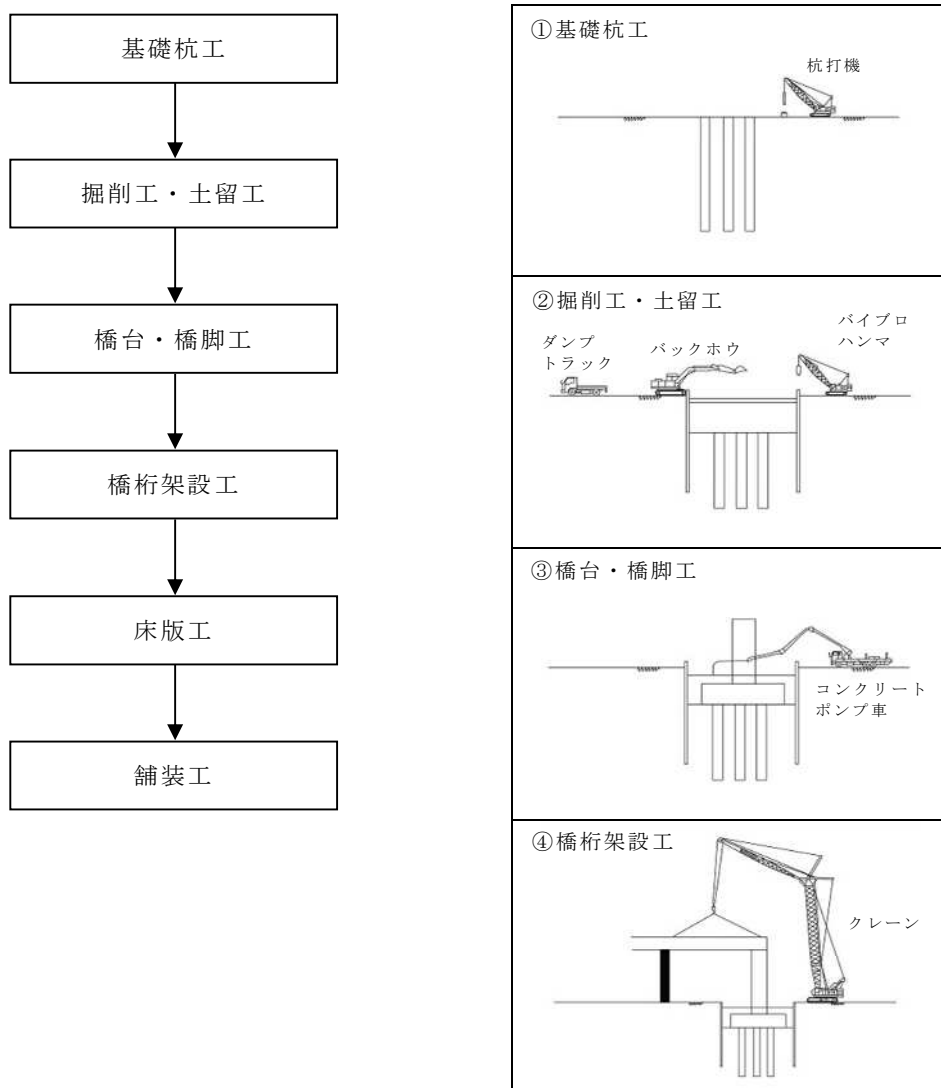 基礎杭工
掘削工・土留工
橋台・橋脚工
橋桁架設工
床版工
舗装工
①基礎杭工
杭打機
②掘削工・土留工
ダンプ
トラック
バックホウ
バイブロ
ハンマ
③橋台・橋脚工
コンクリート
ポンプ車
④橋桁架設工
クレーン